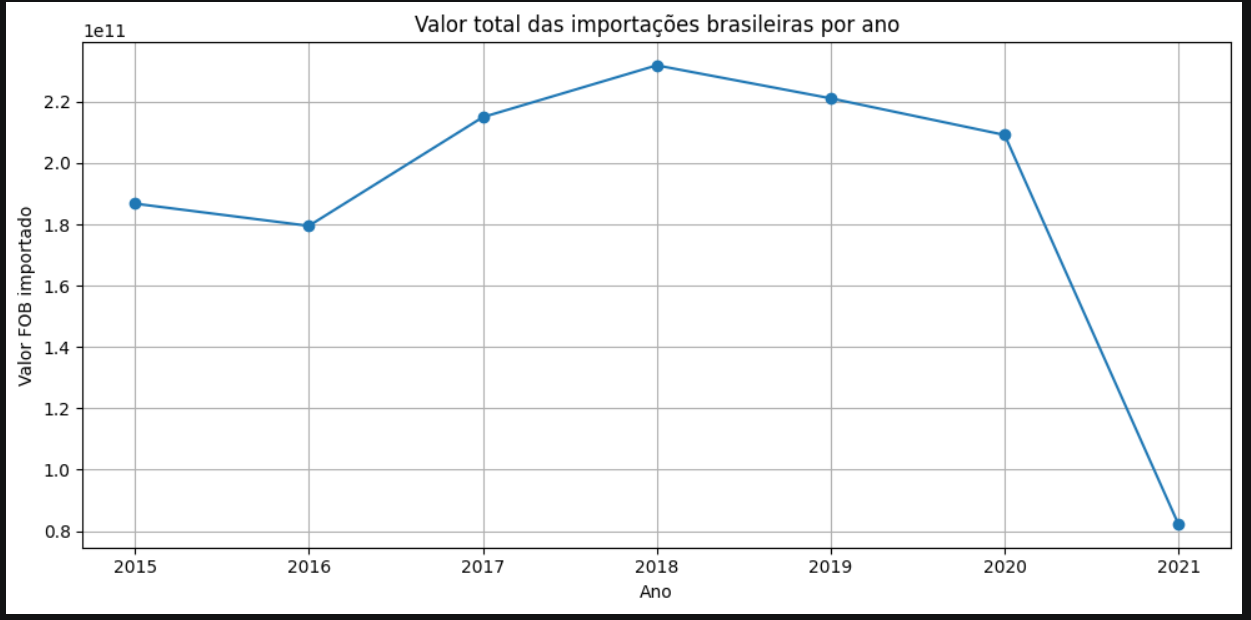 Valor total das importações brasileiras por ano
1e11
2.2
2.0
1.8
1.6
1.4
1.2
1.0
0.8
Valor FOB importado
2015 2016 2017 2018 2019 2020 2021
Ano